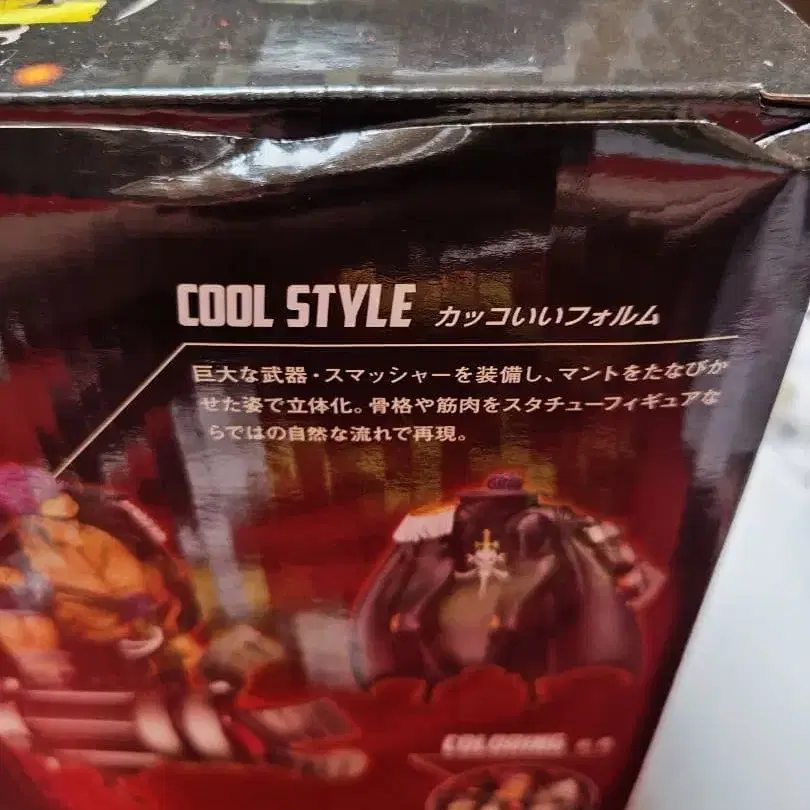 COOL STYLE カッコいいフォルム
巨大な武器・スマッシャーを装備し、マントをたなびか
せた姿で立体化。骨格や筋肉をスタチューフィギュアな
らではの自然な流れで再現。
COLORING